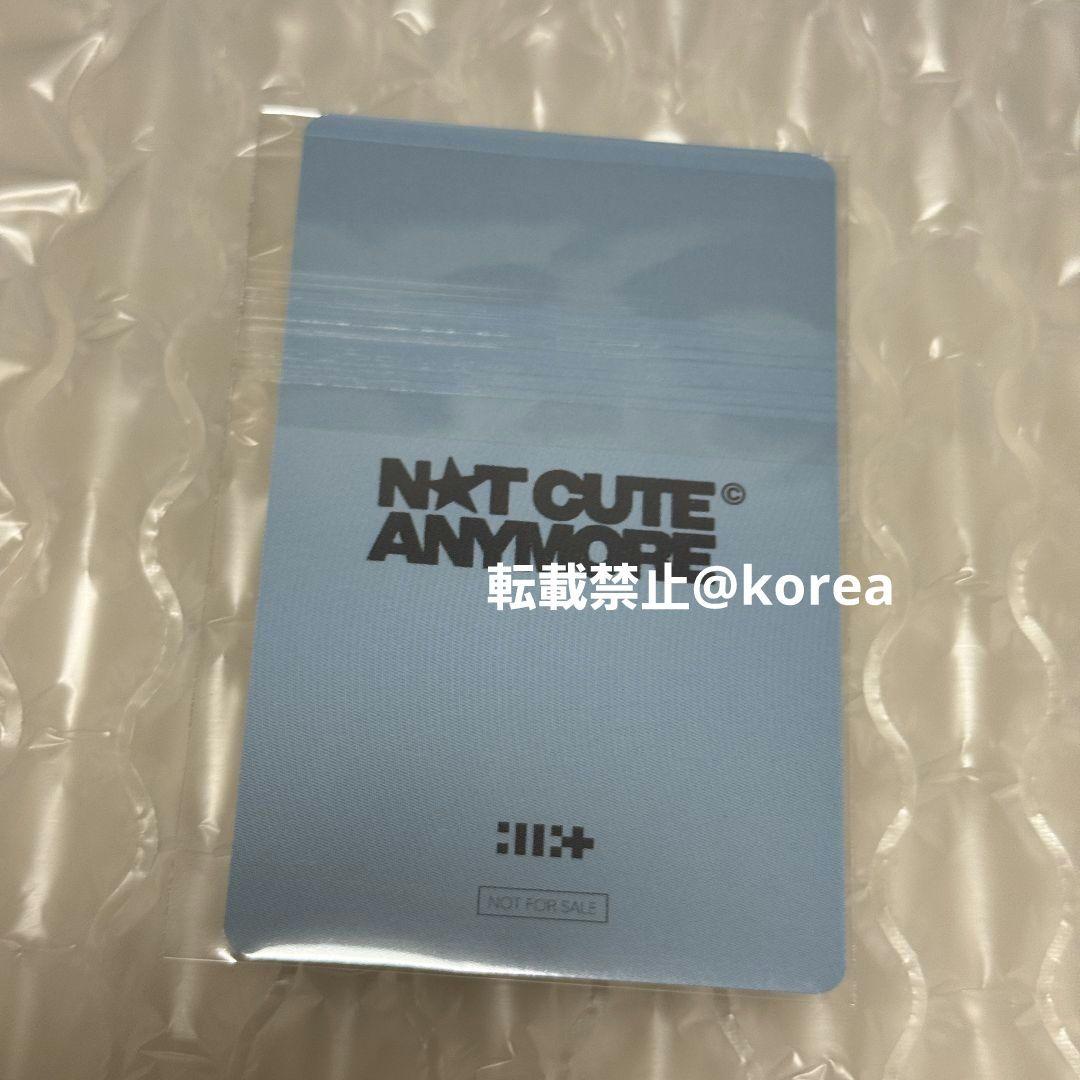 N★T CUTE ©
ANYMORE
転載禁止@korea
NOT FOR SALE